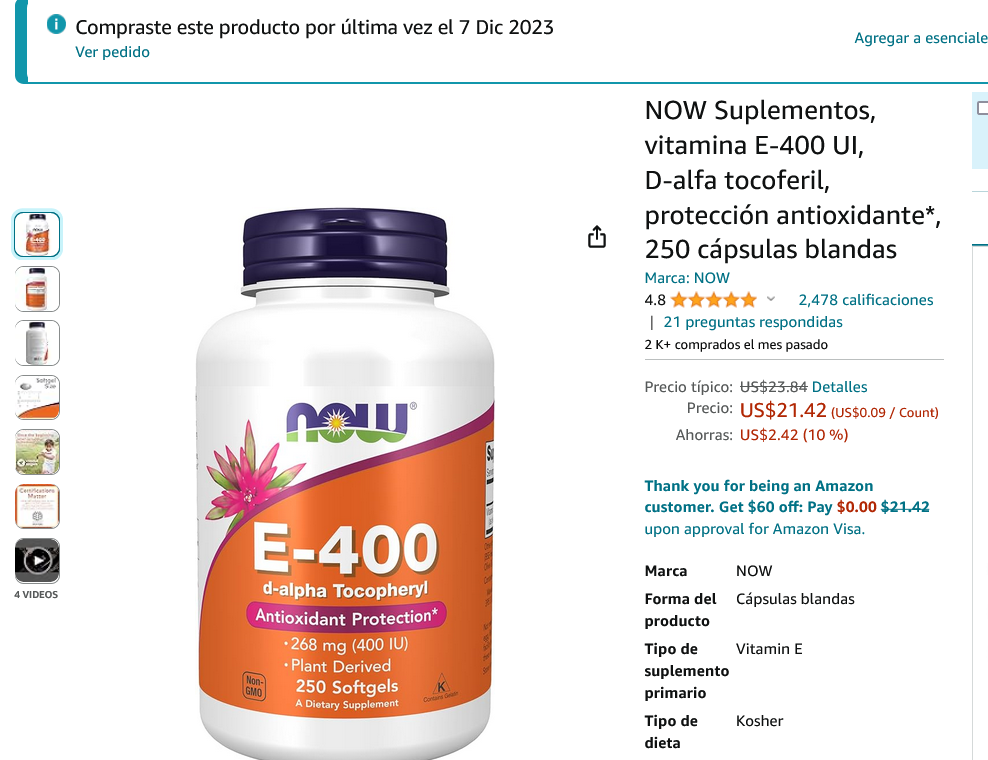 Compraste este producto por última vez el 7 Dic 2023
Ver pedido
Agregar a esenciale
NOW Suplementos,
vitamina E-400 UI,
D-alfa tocoferil,
protección antioxidante*,
250 cápsulas blandas
Marca: NOW
4.8 2,478 calificaciones
| 21 preguntas respondidas
2 K+ comprados el mes pasado
Precio típico: US$23.84 Detalles
Precio: US$21.42 (US$0.09 / Count)
Ahorras: US$2.42 (10 %)
Thank you for being an Amazon
customer. Get $60 off: Pay $0.00 $21.42
upon approval for Amazon Visa.
Marca NOW
Forma del Cápsulas blandas
producto
Tipo de Vitamin E
suplemento
primario
Tipo de Kosher
dieta
now®
E-400
d-alpha Tocopheryl
Antioxidant Protection*
•268 mg (400 IU)
•Plant Derived
250 Softgels
A Dietary Supplement
Non-
GMO
K
Contains Gelatin
Softgel
Size
Certifications
Matter
4 VIDEOS